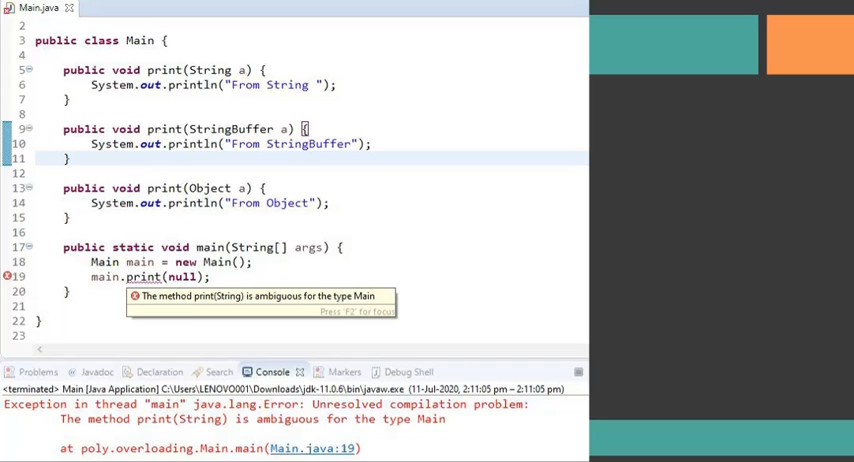 Main.java
2
3 public class Main {
4
5 public void print(String a) {
6 System.out.println("From String ");
7 }
8
9 public void print(StringBuffer a) {
10 System.out.println("From StringBuffer");
11 }
12
13 public void print(Object a) {
14 System.out.println("From Object");
15 }
16
17 public static void main(String[] args) {
18 Main main = new Main();
19 main.print(null);
20 }
The method print(String) is ambiguous for the type Main
21
Press 'F2' for focus
22 }
23
Problems Javadoc Declaration Search Console Markers Debug Shell
<terminated> Main [Java Application] C:\Users\LENOVO001\Downloads\jdk-11.0.6\bin\javaw.exe (11-Jul-2020, 2:11:05 pm – 2:11:05 pm)
Exception in thread "main" java.lang.Error: Unresolved compilation problem:
The method print(String) is ambiguous for the type Main
at poly.overloading.Main.main(Main.java:19)